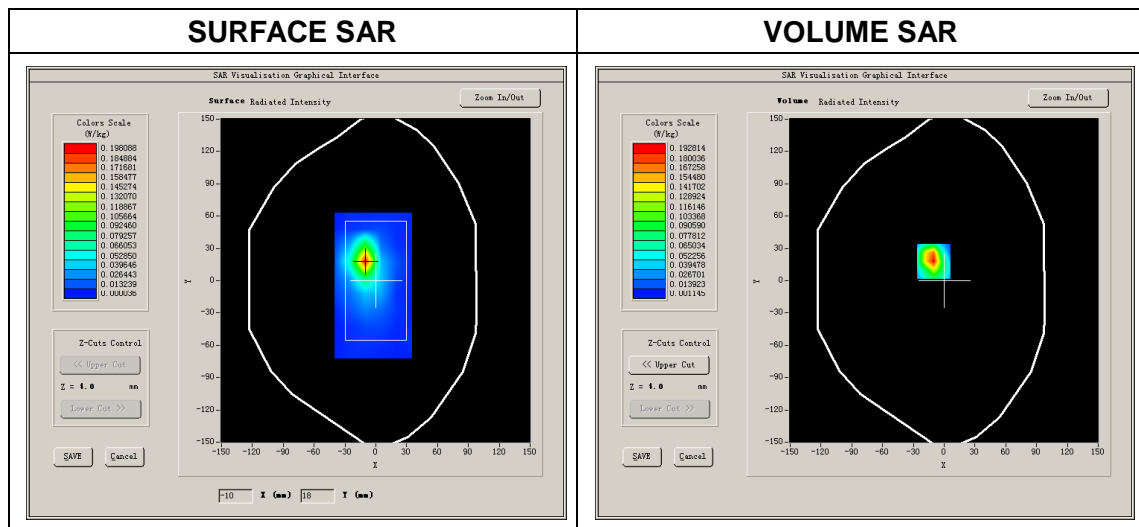 SURFACE SAR
VOLUME SAR
SAR Visualisation Graphical Interface
Surface Radiated Intensity
Zoom In/Out
Colors Scale
(W/kg)
0.198088
0.184884
0.171681
0.158477
0.145274
0.132070
0.118867
0.105664
0.092460
0.079257
0.066053
0.052850
0.039646
0.026443
0.013239
0.000036
150
120
90
60
30
0
-30
-60
-90
-120
-150
Y
-150 -120 -90 -60 -30 0 30 60 90 120 150
X
Z-Cuts Control
<< Upper Cut
Z = 4.0 mm
Lower Cut >>
SAVE Cancel
-10 X (mm) 18 Y (mm)
SAR Visualisation Graphical Interface
Volume Radiated Intensity
Zoom In/Out
Colors Scale
(W/kg)
0.192814
0.180036
0.167258
0.154480
0.141702
0.128924
0.116146
0.103368
0.090590
0.077812
0.065034
0.052256
0.039478
0.026701
0.013923
0.001145
150
120
90
60
30
0
-30
-60
-90
-120
-150
Y
-150 -120 -90 -60 -30 0 30 60 90 120 150
X
Z-Cuts Control
<< Upper Cut
Z = 4.0 mm
Lower Cut >>
SAVE Cancel